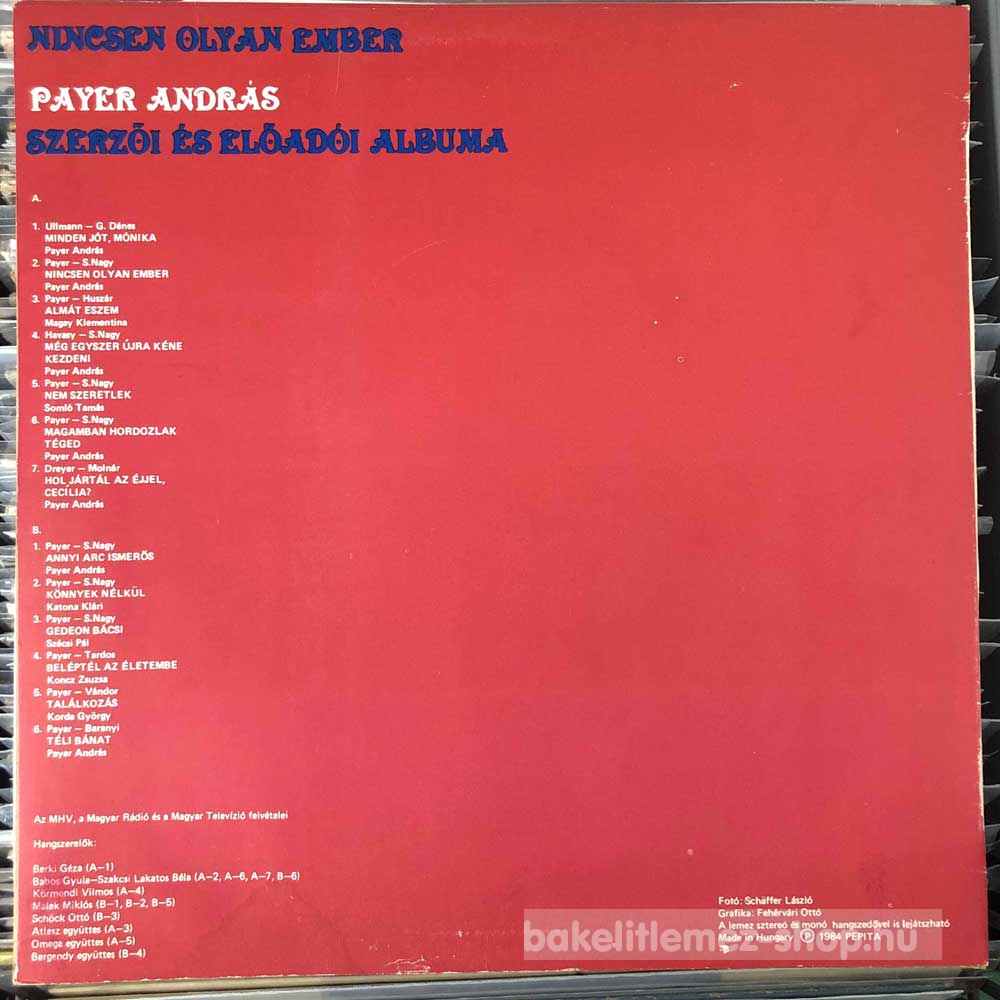 NINCSEN OLYAN EMBER
PAYER ANDRÁS
SZERZŐI ÉS ELŐADÓI ALBUMA
A.
1. Ullmann – G. Dénes
MINDEN JÓT, MÓNIKA
Payer András
2. Payer – S.Nagy
NINCSEN OLYAN EMBER
Payer András
3. Payer – Huszár
ALMÁT ESZEM
Magay Klementina
4. Havasy – S.Nagy
MÉG EGYSZER ÚJRA KÉNE
KEZDENI
Payer András
5. Payer – S.Nagy
NEM SZERETLEK
Somló Tamás
6. Payer – S.Nagy
MAGAMBAN HORDOZLAK
TÉGED
Payer András
7. Dreyer – Molnár
HOL JÁRTÁL AZ ÉJJEL,
CECÍLIA?
Payer András
B.
1. Payer – S.Nagy
ANNYI ARC ISMERŐS
Payer András
2. Payer – S.Nagy
KÖNNYEK NÉLKÜL
Katona Klári
3. Payer – S.Nagy
GEDEON BÁCSI
Szécsi Pál
4. Payer – Tardos
BELÉPTÉL AZ ÉLETEMBE
Koncz Zsuzsa
5. Payer – Vándor
TALÁLKOZÁS
Korda György
6. Payer – Baranyi
TÉLI BÁNAT
Payer András
Az MHV, a Magyar Rádió és a Magyar Televízió felvételei
Hangszerelők:
Berki Géza (A–1)
Babos Gyula–Szakcsi Lakatos Béla (A–2, A–6, A–7, B–6)
Körmendi Vilmos (A–4)
Malek Miklós (B–1, B–2, B–5)
Schöck Ottó (B–3)
Atlasz együttes (A–3)
Omega együttes (A–5)
Bergendy együttes (B–4)
Fotó: Schäffer László
Grafika: Fehérvári Ottó
A lemez sztereo és monó hangszedővel is lejátszható
Made in Hungary Ⓟ 1984 PEPITA
bakelitlemez-shop.hu